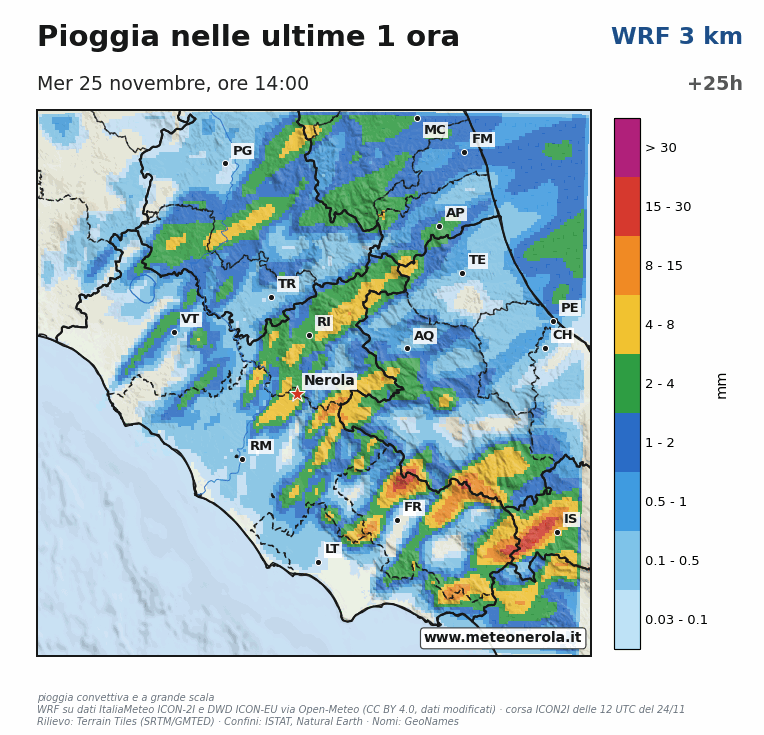 Pioggia nelle ultime 1 ora
WRF 3 km
Mer 25 novembre, ore 14:00
+25h
MC
FM
PG
AP
TE
TR
PE
VT
RI
AQ
CH
Nerola
RM
FR
IS
LT
www.meteonerola.it
> 30
15 - 30
8 - 15
4 - 8
2 - 4
1 - 2
0.5 - 1
0.1 - 0.5
0.03 - 0.1
mm
pioggia convettiva e a grande scala
WRF su dati ItaliaMeteo ICON-2I e DWD ICON-EU via Open-Meteo (CC BY 4.0, dati modificati) · corsa ICON2I delle 12 UTC del 24/11
Rilievo: Terrain Tiles (SRTM/GMTED) · Confini: ISTAT, Natural Earth · Nomi: GeoNames